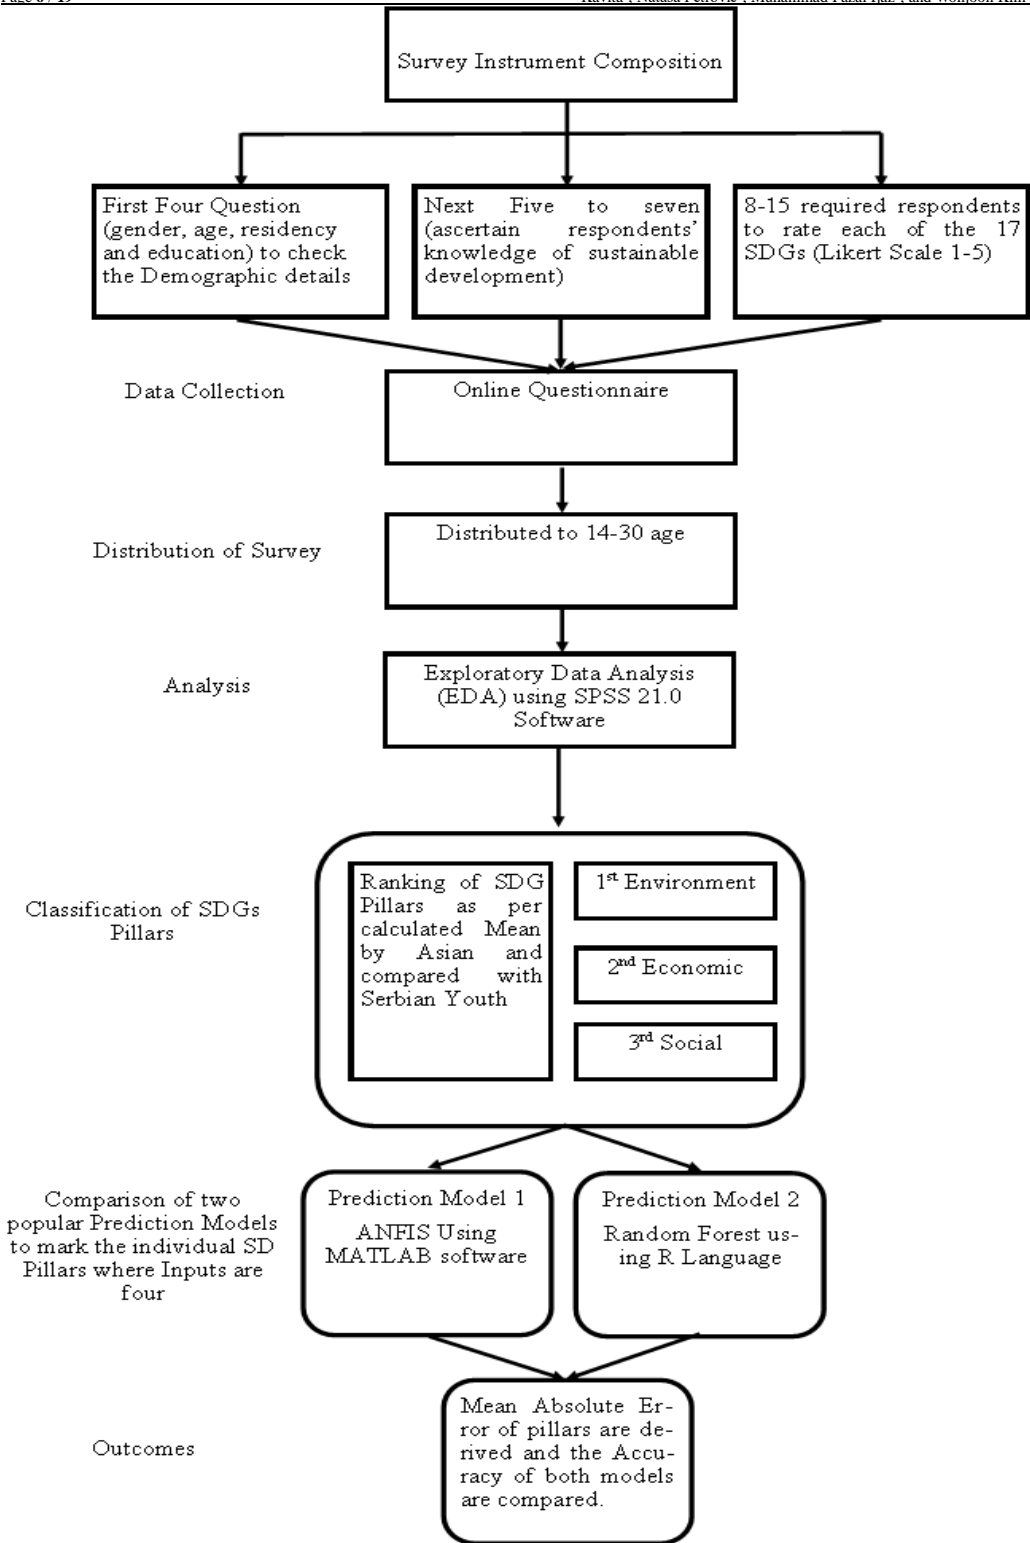 Survey Instrument Composition
First Four Question
(gender, age, residency
and education) to check
the Demographic details
Next Five to seven
(ascertain respondents'
knowledge of sustainable
development)
8-15 required respondents
to rate each of the 17
SDGs (Likert Scale 1-5)
Data Collection
Online Questionnaire
Distribution of Survey
Distributed to 14-30 age
Analysis
Exploratory Data Analysis
(EDA) using SPSS 21.0
Software
Classification of SDGs
Pillars
Ranking of SDG
Pillars as per
calculated Mean
by Asian and
compared with
Serbian Youth
1st Environment
2nd Economic
3rd Social
Comparison of two
popular Prediction Models
to mark the individual SD
Pillars where Inputs are
four
Prediction Model 1
ANFIS Using
MATLAB software
Prediction Model 2
Random Forest us-
ing R Language
Outcomes
Mean Absolute Er-
ror of pillars are de-
rived and the Accu-
racy of both models
are compared.